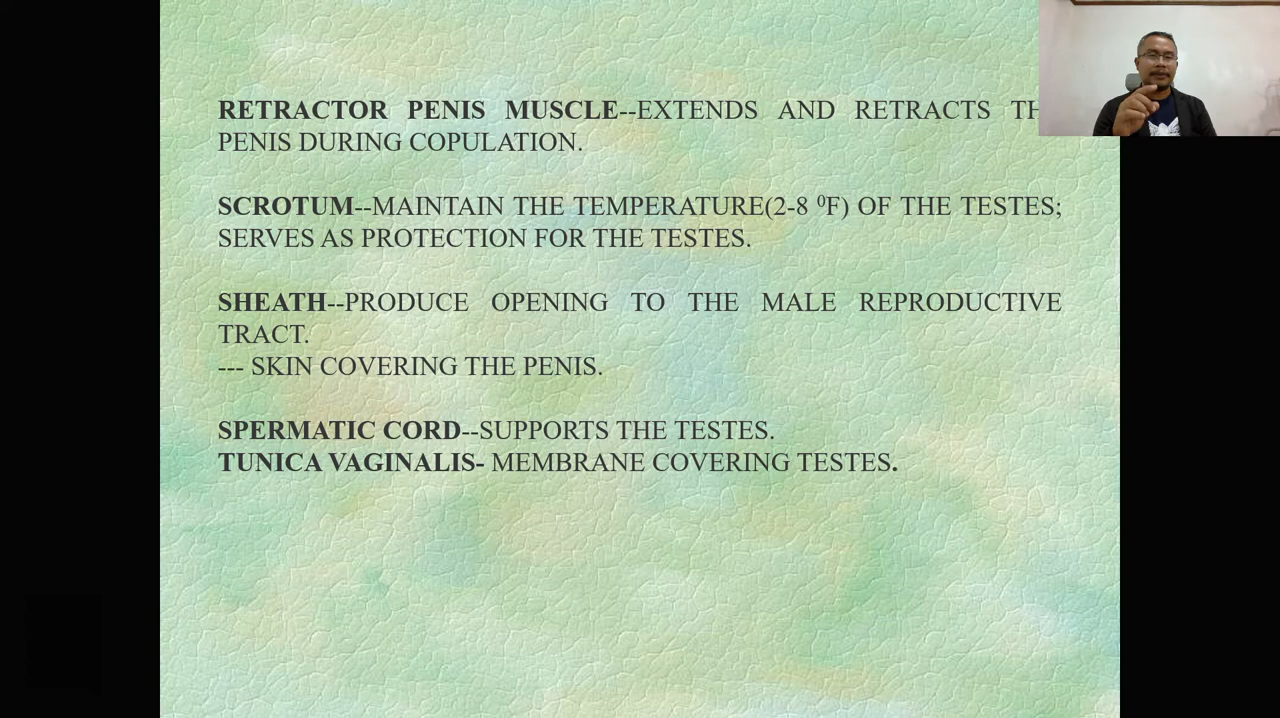 RETRACTOR PENIS MUSCLE--EXTENDS AND RETRACTS
PENIS DURING COPULATION.
SCROTUM--MAINTAIN THE TEMPERATURE(2-8 ⁰F) OF THE TESTES;
SERVES AS PROTECTION FOR THE TESTES.
SHEATH--PRODUCE OPENING TO THE MALE REPRODUCTIVE
TRACT.
--- SKIN COVERING THE PENIS.
SPERMATIC CORD--SUPPORTS THE TESTES.
TUNICA VAGINALIS- MEMBRANE COVERING TESTES.